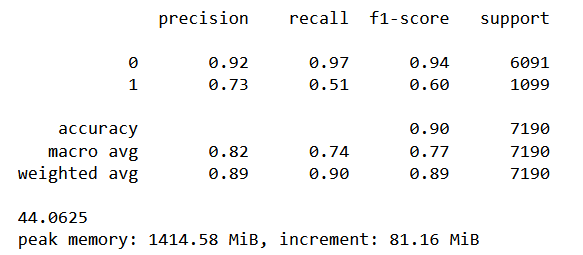 precision recall f1-score support
0 0.92 0.97 0.94 6091
1 0.73 0.51 0.60 1099
accuracy 0.90 7190
macro avg 0.82 0.74 0.77 7190
weighted avg 0.89 0.90 0.89 7190
44.0625
peak memory: 1414.58 MiB, increment: 81.16 MiB